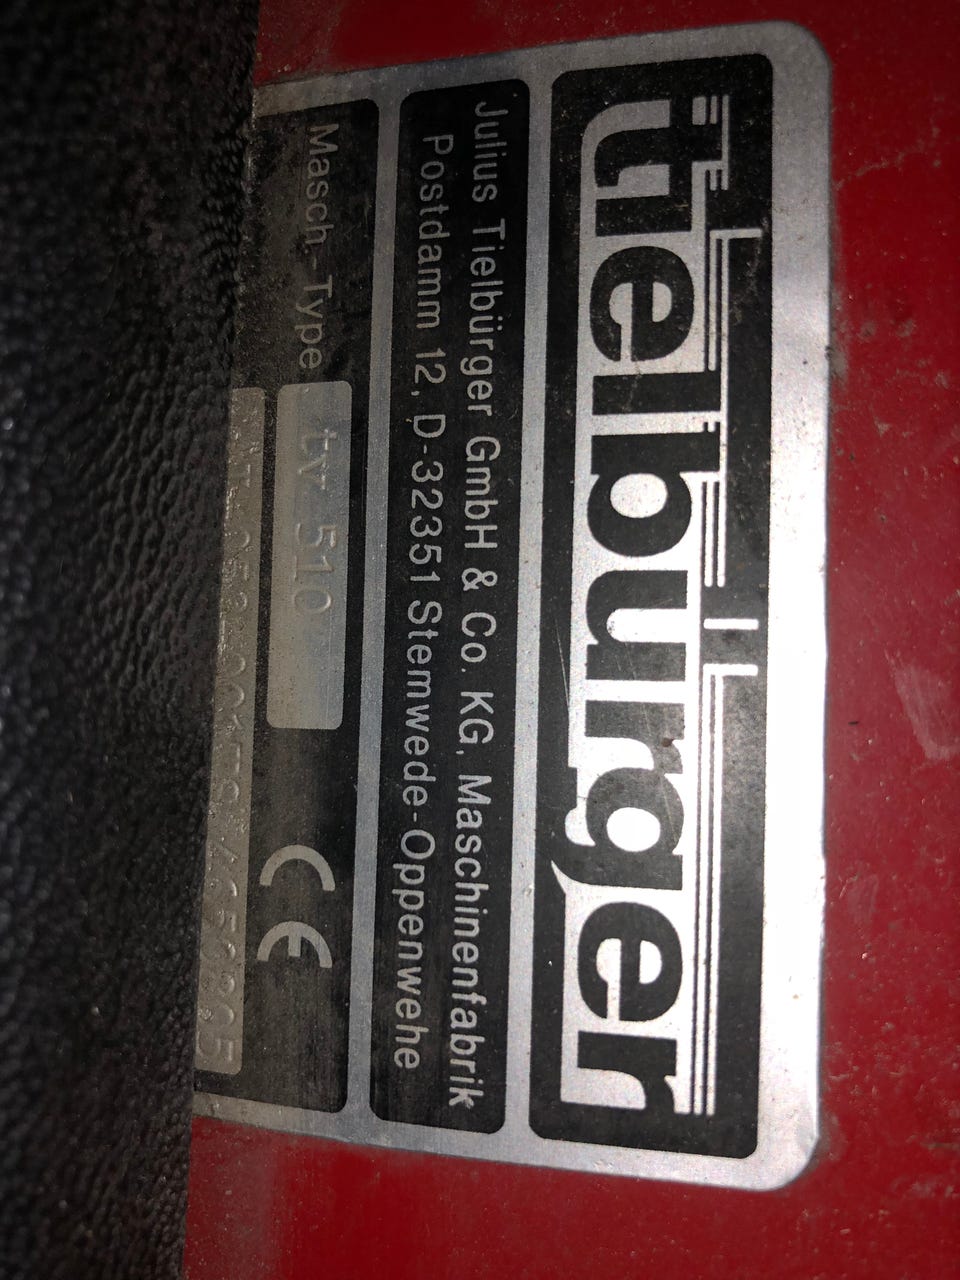 tielbürger
Julius Tielbürger GmbH & Co. KG, Maschinenfabrik
Postdamm 12, D-32351 Stemwede-Oppenwehe
Masch.-Type tv 510 CE